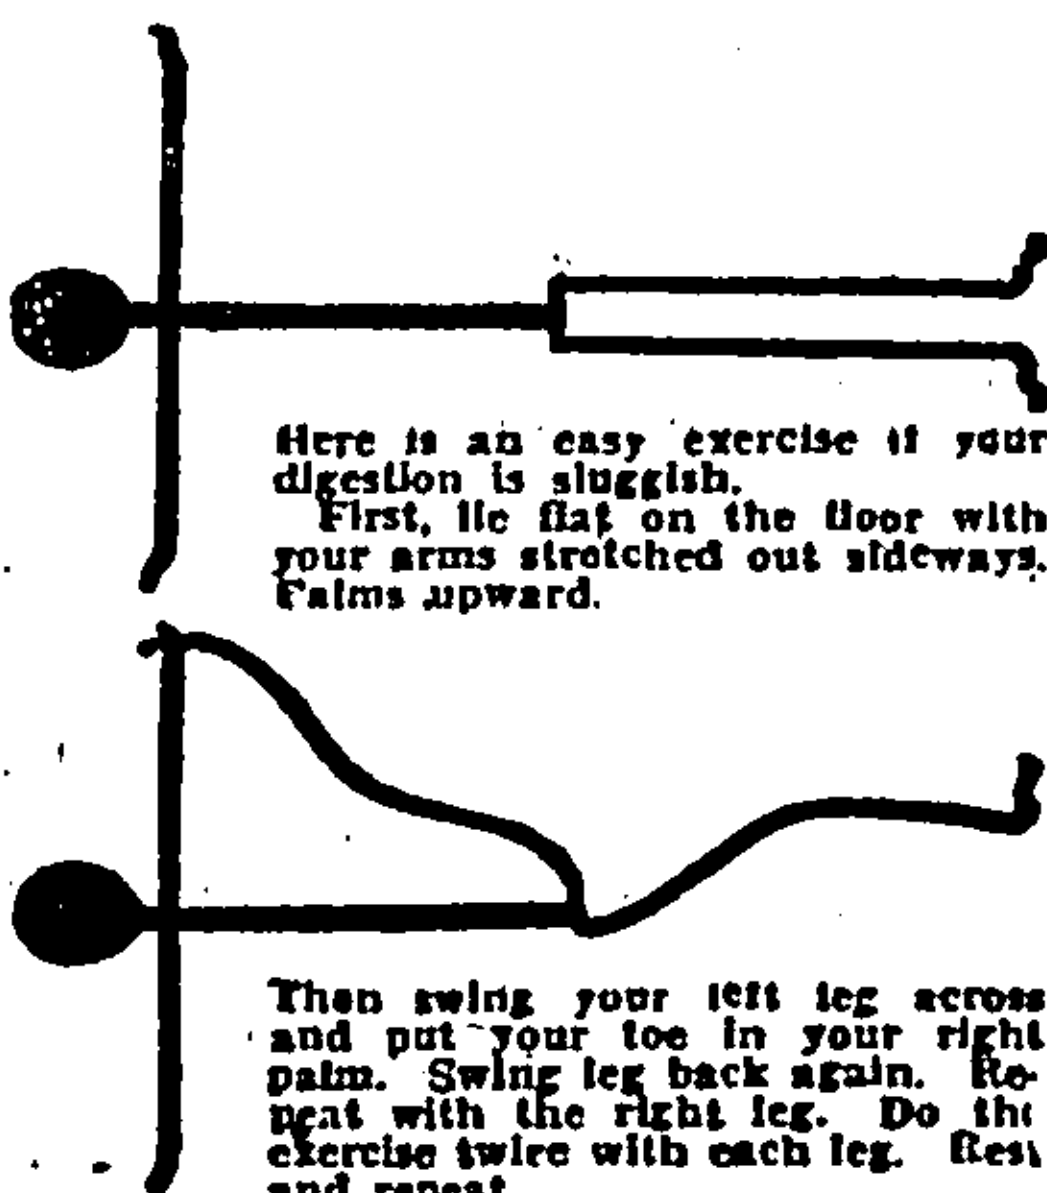 Here is an easy exercise if your
digestion is sluggish.
First, lie flat on the floor with
your arms stretched out sideways.
Palms upward.
Then swing your left leg across
and put your toe in your right
palm. Swing leg back again. Re-
peat with the right leg. Do the
exercise twice with each leg. Rest
and repeat